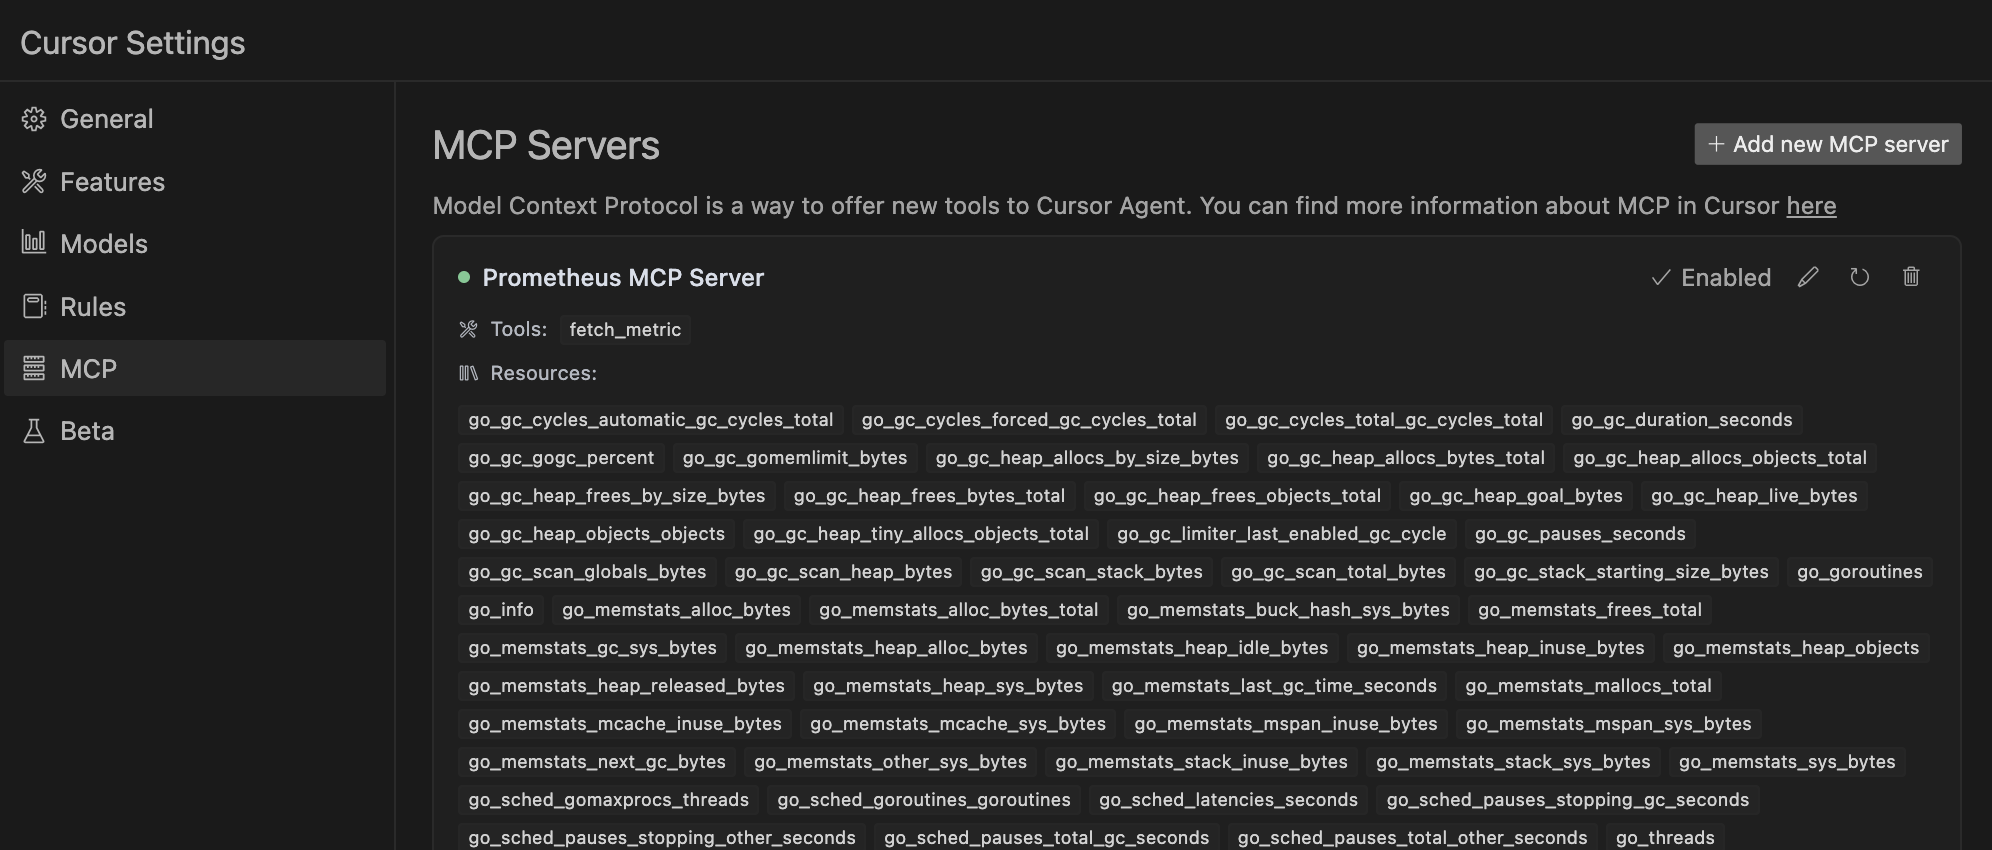 Cursor Settings
General
Features
Models
Rules
MCP
Beta
MCP Servers
+ Add new MCP server
Model Context Protocol is a way to offer new tools to Cursor Agent. You can find more information about MCP in Cursor here
Prometheus MCP Server
Enabled
Tools: fetch_metric
Resources:
go_gc_cycles_automatic_gc_cycles_total go_gc_cycles_forced_gc_cycles_total go_gc_cycles_total_gc_cycles_total go_gc_duration_seconds
go_gc_gogc_percent go_gc_gomemlimit_bytes go_gc_heap_allocs_by_size_bytes go_gc_heap_allocs_bytes_total go_gc_heap_allocs_objects_total
go_gc_heap_frees_by_size_bytes go_gc_heap_frees_bytes_total go_gc_heap_frees_objects_total go_gc_heap_goal_bytes go_gc_heap_live_bytes
go_gc_heap_objects_objects go_gc_heap_tiny_allocs_objects_total go_gc_limiter_last_enabled_gc_cycle go_gc_pauses_seconds
go_gc_scan_globals_bytes go_gc_scan_heap_bytes go_gc_scan_stack_bytes go_gc_scan_total_bytes go_gc_stack_starting_size_bytes go_goroutines
go_info go_memstats_alloc_bytes go_memstats_alloc_bytes_total go_memstats_buck_hash_sys_bytes go_memstats_frees_total
go_memstats_gc_sys_bytes go_memstats_heap_alloc_bytes go_memstats_heap_idle_bytes go_memstats_heap_inuse_bytes go_memstats_heap_objects
go_memstats_heap_released_bytes go_memstats_heap_sys_bytes go_memstats_last_gc_time_seconds go_memstats_mallocs_total
go_memstats_mcache_inuse_bytes go_memstats_mcache_sys_bytes go_memstats_mspan_inuse_bytes go_memstats_mspan_sys_bytes
go_memstats_next_gc_bytes go_memstats_other_sys_bytes go_memstats_stack_inuse_bytes go_memstats_stack_sys_bytes go_memstats_sys_bytes
go_sched_gomaxprocs_threads go_sched_goroutines_goroutines go_sched_latencies_seconds go_sched_pauses_stopping_gc_seconds
go_sched_pauses_stopping_other_seconds go_sched_pauses_total_gc_seconds go_sched_pauses_total_other_seconds go_threads